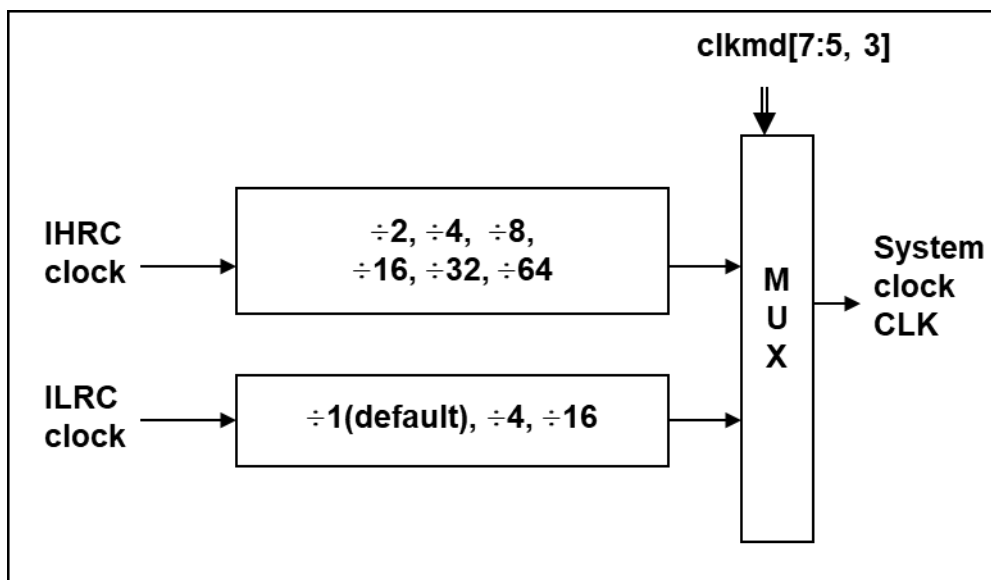 clkmd[7:5, 3]
IHRC
clock
÷2, ÷4, ÷8,
÷16, ÷32, ÷64
M
U
X
System
clock
CLK
ILRC
clock
÷1(default), ÷4, ÷16